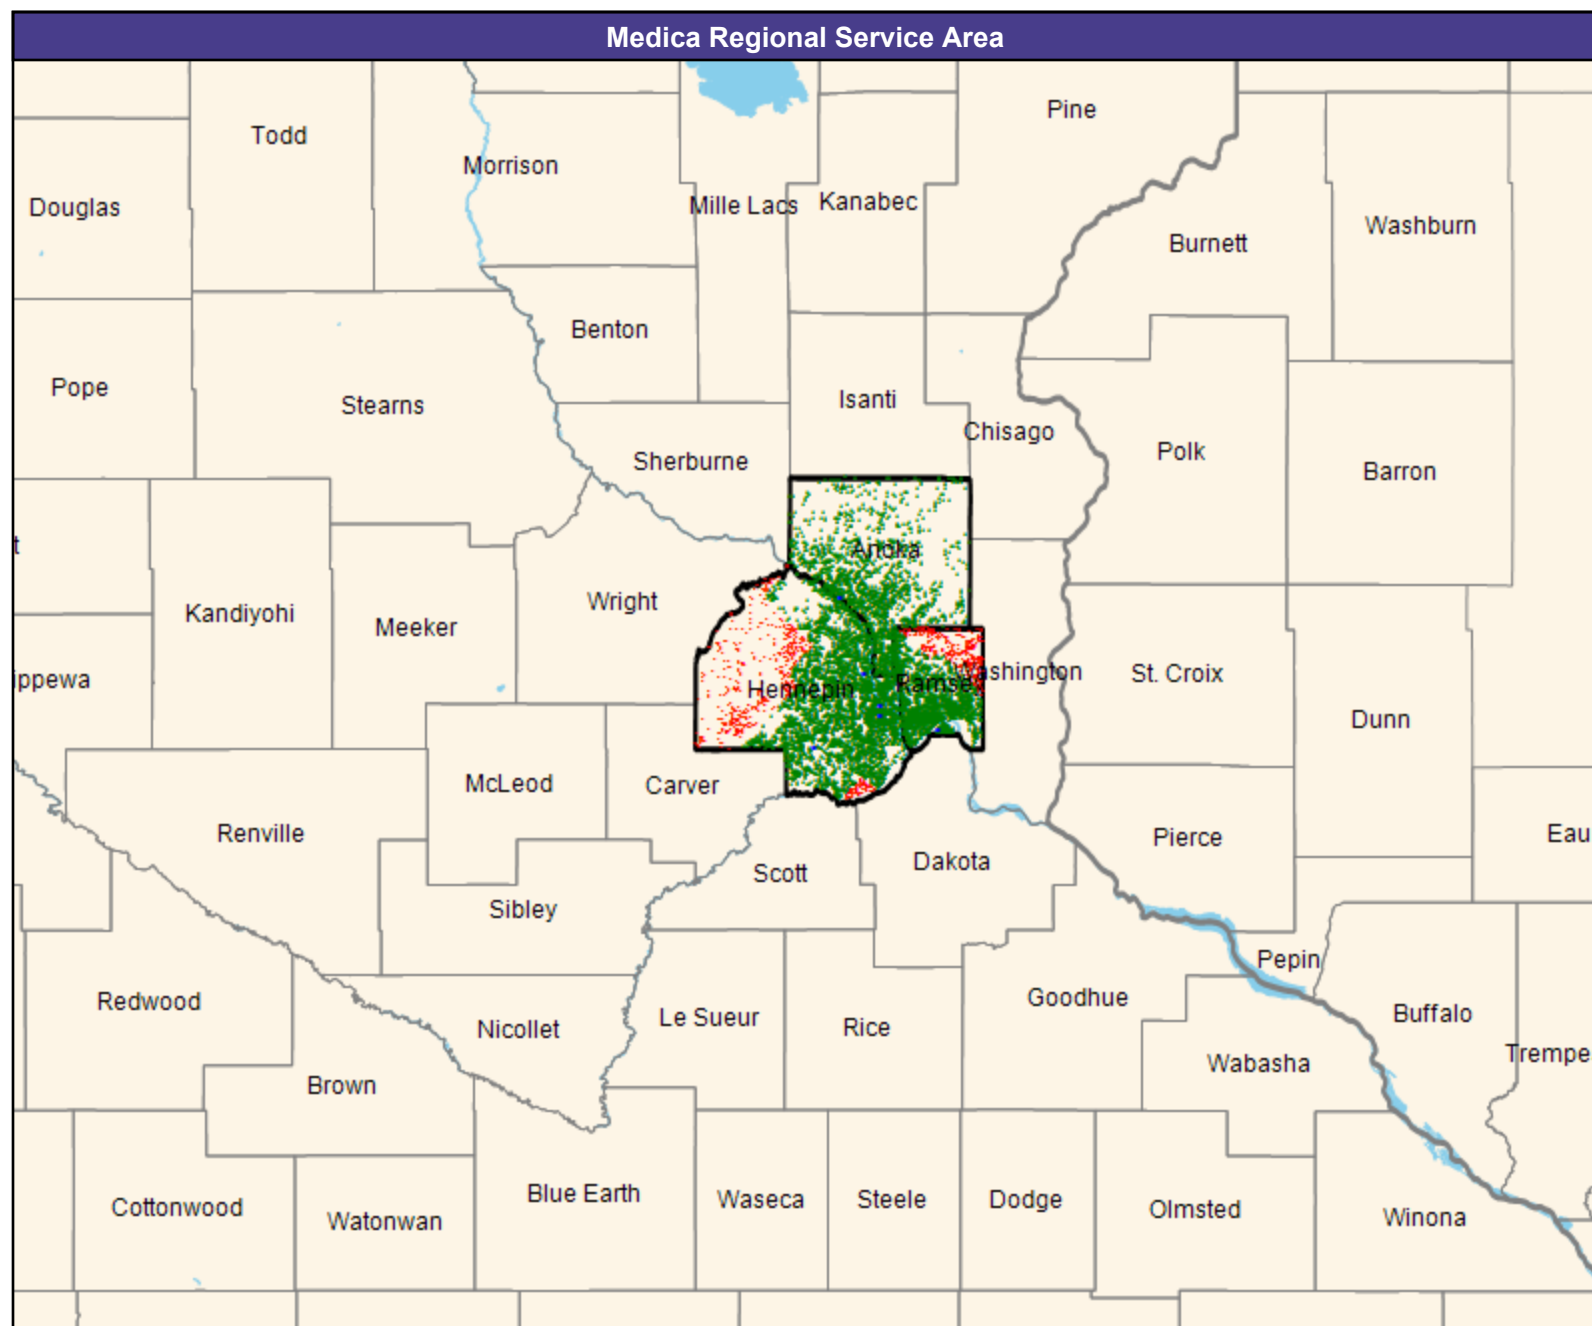 Medica Regional Service Area
Pine
Todd
Morrison
Mille Lacs
Kanabec
Douglas
Washburn
Burnett
Benton
Pope
Isanti
Stearns
Chisago
Polk
Sherburne
Barron
t
Anoka
Wright
Kandiyohi
Meeker
ippewa
Hennepin
Ramse
Washington
St. Croix
Dunn
McLeod
Carver
Renville
Eau
Pierce
Dakota
Scott
Sibley
Pepin
Redwood
Goodhue
Buffalo
Le Sueur
Nicollet
Rice
Trempe
Wabasha
Brown
Blue Earth
Waseca
Steele
Dodge
Cottonwood
Olmsted
Watonwan
Winona